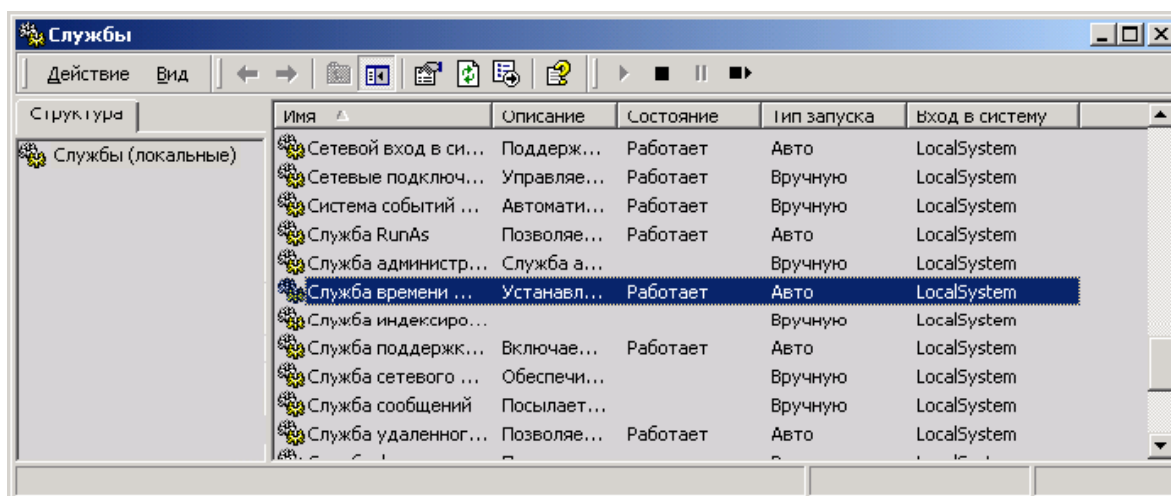 Службы
Действие Вид
Структура
Службы (локальные)
Имя Описание Состояние Тип запуска Вход в систему
Сетевой вход в си... Поддерж... Работает Авто LocalSystem
Сетевые подключ... Управляе... Работает Вручную LocalSystem
Система событий ... Автомати... Работает Вручную LocalSystem
Служба RunAs Позволяе... Работает Авто LocalSystem
Служба администр... Служба а... Вручную LocalSystem
Служба времени ... Устанавл... Работает Авто LocalSystem
Служба индексиро... Вручную LocalSystem
Служба поддержк... Включае... Работает Авто LocalSystem
Служба сетевого ... Обеспечи... Вручную LocalSystem
Служба сообщений Посылает... Вручную LocalSystem
Служба удаленног... Позволяе... Работает Авто LocalSystem